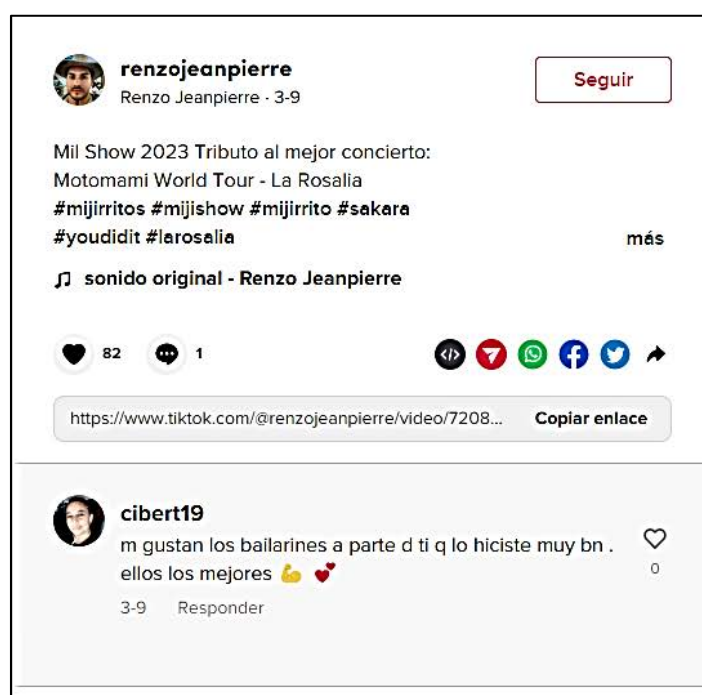 renzojeanpierre
Renzo Jeanpierre · 3-9
Seguir
Mil Show 2023 Tributo al mejor concierto:
Motomami World Tour - La Rosalia
#mijirritos #mijishow #mijirrito #sakara
#youdidit #larosalia
más
sonido original - Renzo Jeanpierre
82
1
https://www.tiktok.com/@renzojeanpierre/video/7208...
Copiar enlace
cibert19
m gustan los bailarines a parte d ti q lo hiciste muy bn .
ellos los mejores 💪 💕
0
3-9 Responder